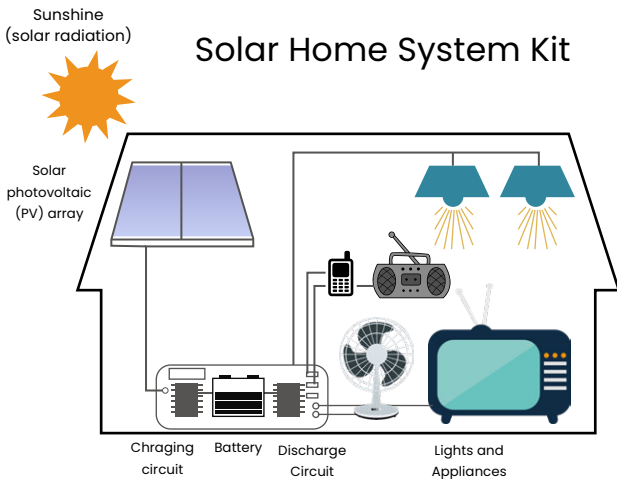 Sunshine
(solar radiation)
Solar Home System Kit
Solar
photovoltaic
(PV) array
Chraging
circuit
Battery
Discharge
Circuit
Lights and
Appliances